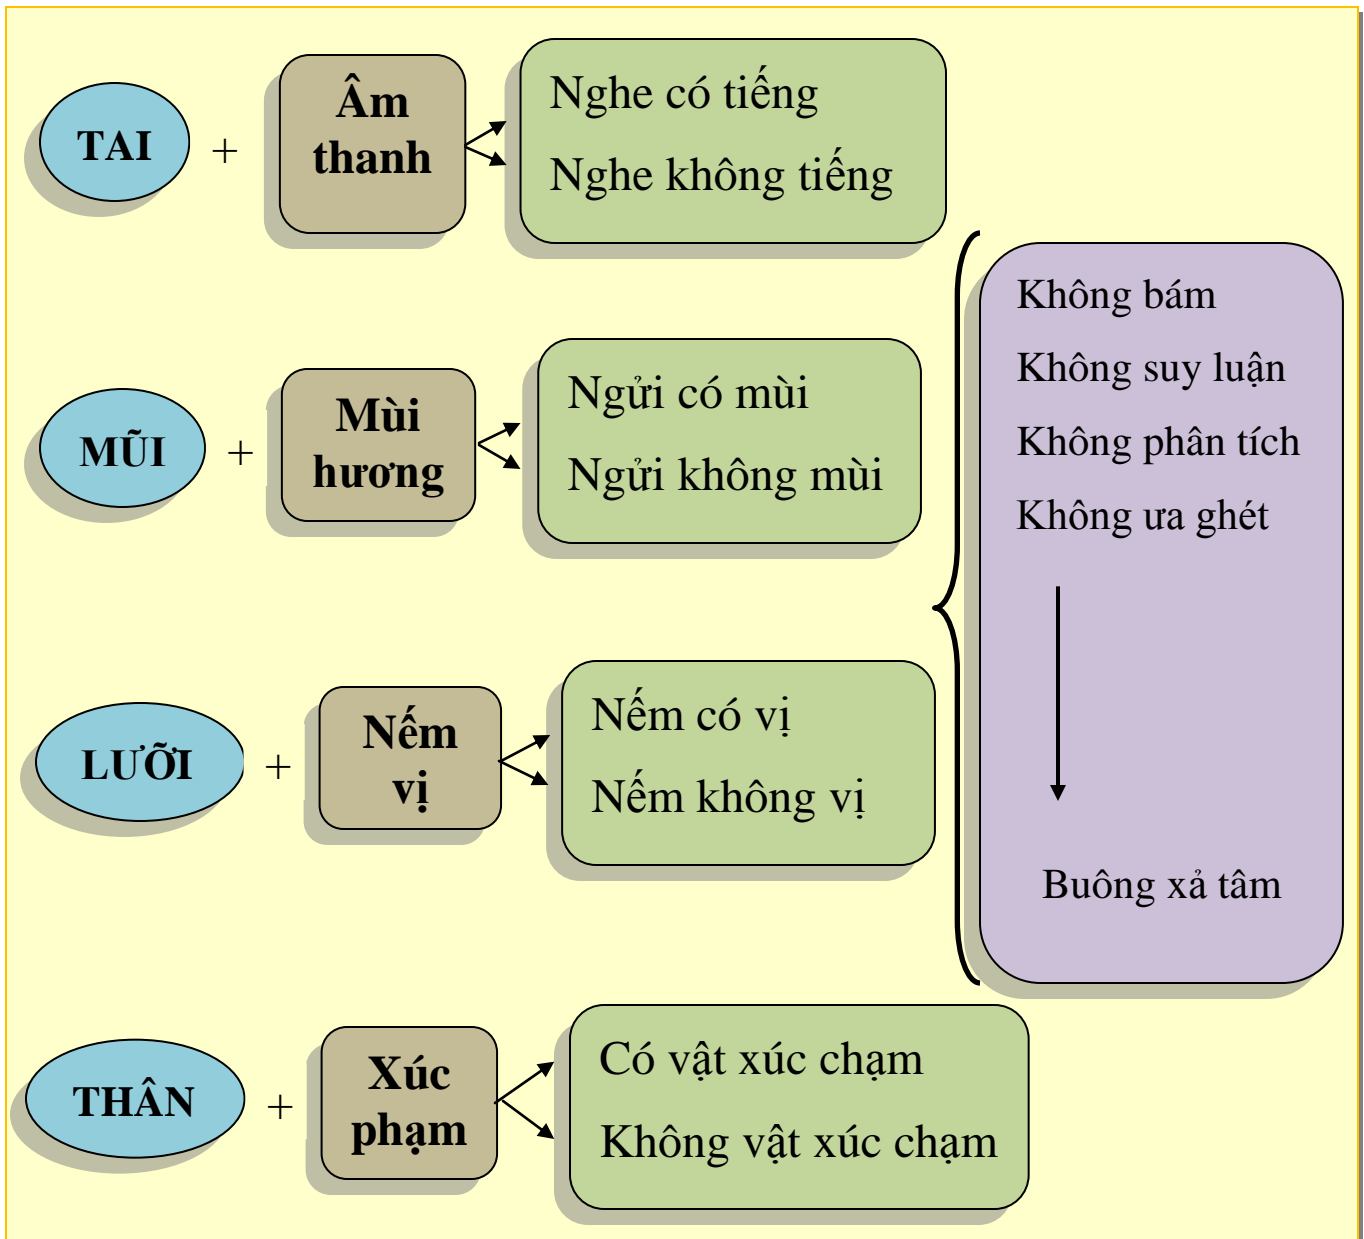 TAI
+
Âm
thanh
Nghe có tiếng
Nghe không tiếng
MŨI
+
Mùi
hương
Ngửi có mùi
Ngửi không mùi
LƯỠI
+
Nếm
vị
Nếm có vị
Nếm không vị
THÂN
+
Xúc
phạm
Có vật xúc chạm
Không vật xúc chạm
Không bám
Không suy luận
Không phân tích
Không ưa ghét
Buông xả tâm